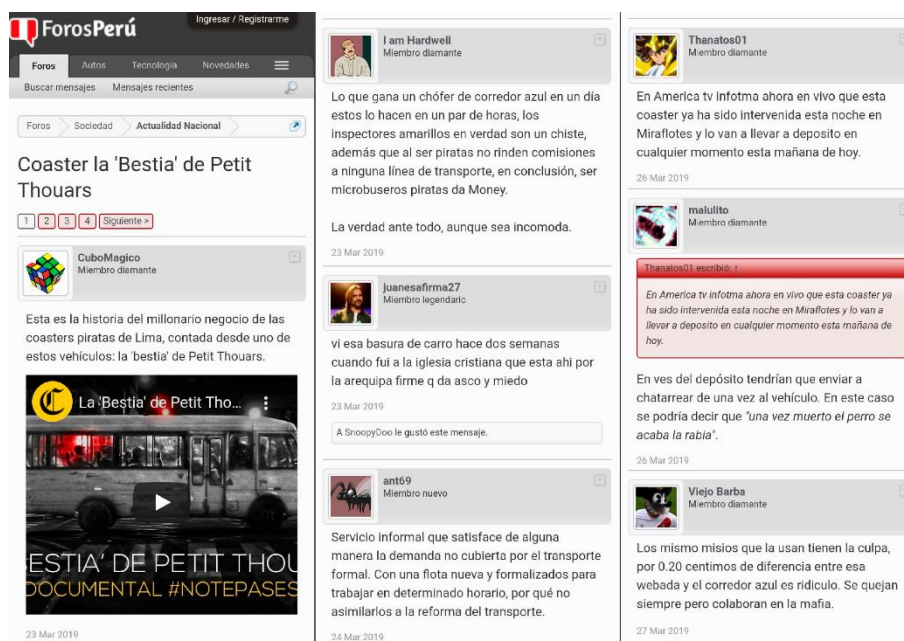 ForosPerú
Ingresar / Registrarme
Foros Autos Tecnología Novedades
Buscar mensajes Mensajes recientes
Foros Sociedad Actualidad Nacional
Coaster la 'Bestia' de Petit
Thouars
1 2 3 4 Siguiente >
CuboMagico
Miembro diamante
Esta es la historia del millonario negocio de las
coasters piratas de Lima, contada desde uno de
estos vehículos: la 'bestia' de Petit Thouars.
C La 'Bestia' de Petit Tho...
BESTIA' DE PETIT THOU
DOCUMENTAL #NOTEPASES
23 Mar 2019
I am Hardwell
Miembro diamante
Lo que gana un chófer de corredor azul en un día
estos lo hacen en un par de horas, los
inspectores amarillos en verdad son un chiste,
además que al ser piratas no rinden comisiones
a ninguna línea de transporte, en conclusión, ser
microbuseros piratas da Money.
La verdad ante todo, aunque sea incomoda.
23 Mar 2019
juanesafirma27
Miembro legendario
vi esa basura de carro hace dos semanas
cuando fui a la iglesia cristiana que esta ahi por
la arequipa firme q da asco y miedo
23 Mar 2019
A SnoopyDoo le gustó este mensaje.
ant69
Miembro nuevo
Servicio informal que satisface de alguna
manera la demanda no cubierta por el transporte
formal. Con una flota nueva y formalizados para
trabajar en determinado horario, por qué no
asimilarlos a la reforma del transporte.
24 Mar 2019
Thanatos01
Miembro diamante
En America tv infotma ahora en vivo que esta
coaster ya ha sido intervenida esta noche en
Miraflotes y lo van a llevar a deposito en
cualquier momento esta mañana de hoy.
26 Mar 2019
malulito
Miembro diamante
Thanatos01 escribió: ↑
En America tv infotma ahora en vivo que esta coaster ya
ha sido intervenida esta noche en Miraflotes y lo van a
llevar a deposito en cualquier momento esta mañana de
hoy.
En ves del depósito tendrían que enviar a
chatarrear de una vez al vehículo. En este caso
se podría decir que "una vez muerto el perro se
acaba la rabia".
26 Mar 2019
Viejo Barba
Miembro diamante
Los mismo misios que la usan tienen la culpa,
por 0.20 centimos de diferencia entre esa
webada y el corredor azul es ridiculo. Se quejan
siempre pero colaboran en la mafia.
27 Mar 2019